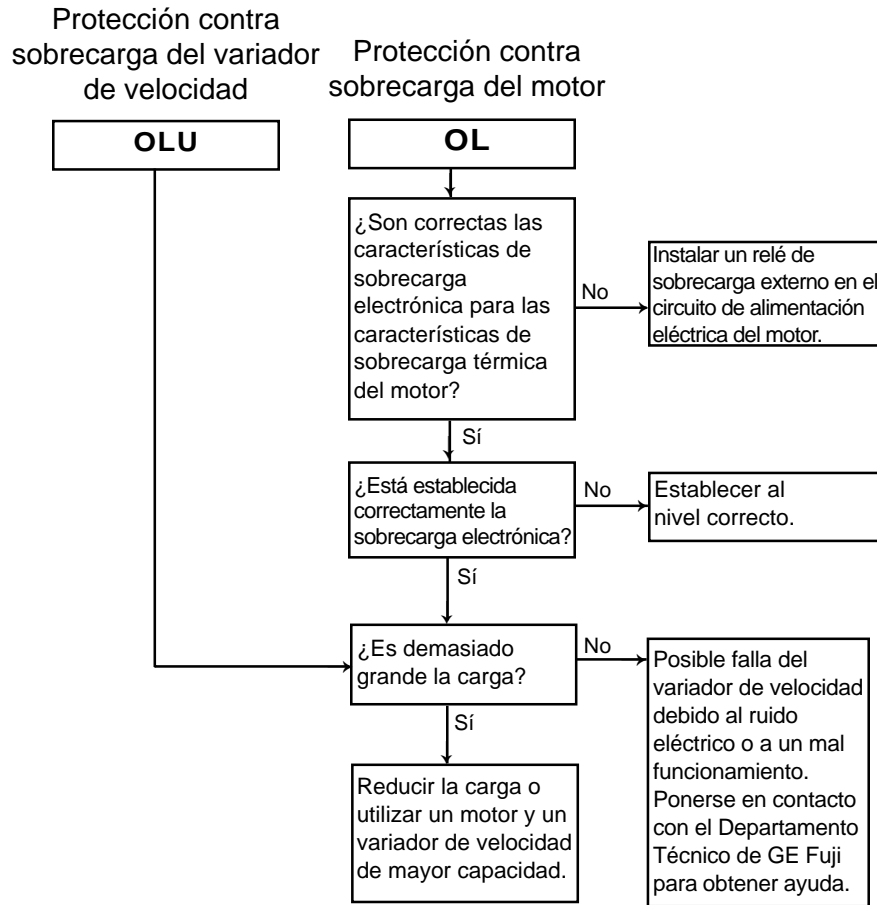 Protección contra
sobrecarga del variador
de velocidad
OLU
Protección contra
sobrecarga del motor
OL
¿Son correctas las
características de
sobrecarga
electrónica para las
características de
sobrecarga térmica
del motor?
No
Instalar un relé de
sobrecarga externo en el
circuito de alimentación
eléctrica del motor.
Sí
¿Está establecida
correctamente la
sobrecarga electrónica?
No
Establecer al
nivel correcto.
Sí
¿Es demasiado
grande la carga?
No
Posible falla del
variador de velocidad
debido al ruido
eléctrico o a un mal
funcionamiento.
Ponerse en contacto
con el Departamento
Técnico de GE Fuji
para obtener ayuda.
Sí
Reducir la carga o
utilizar un motor y un
variador de velocidad
de mayor capacidad.